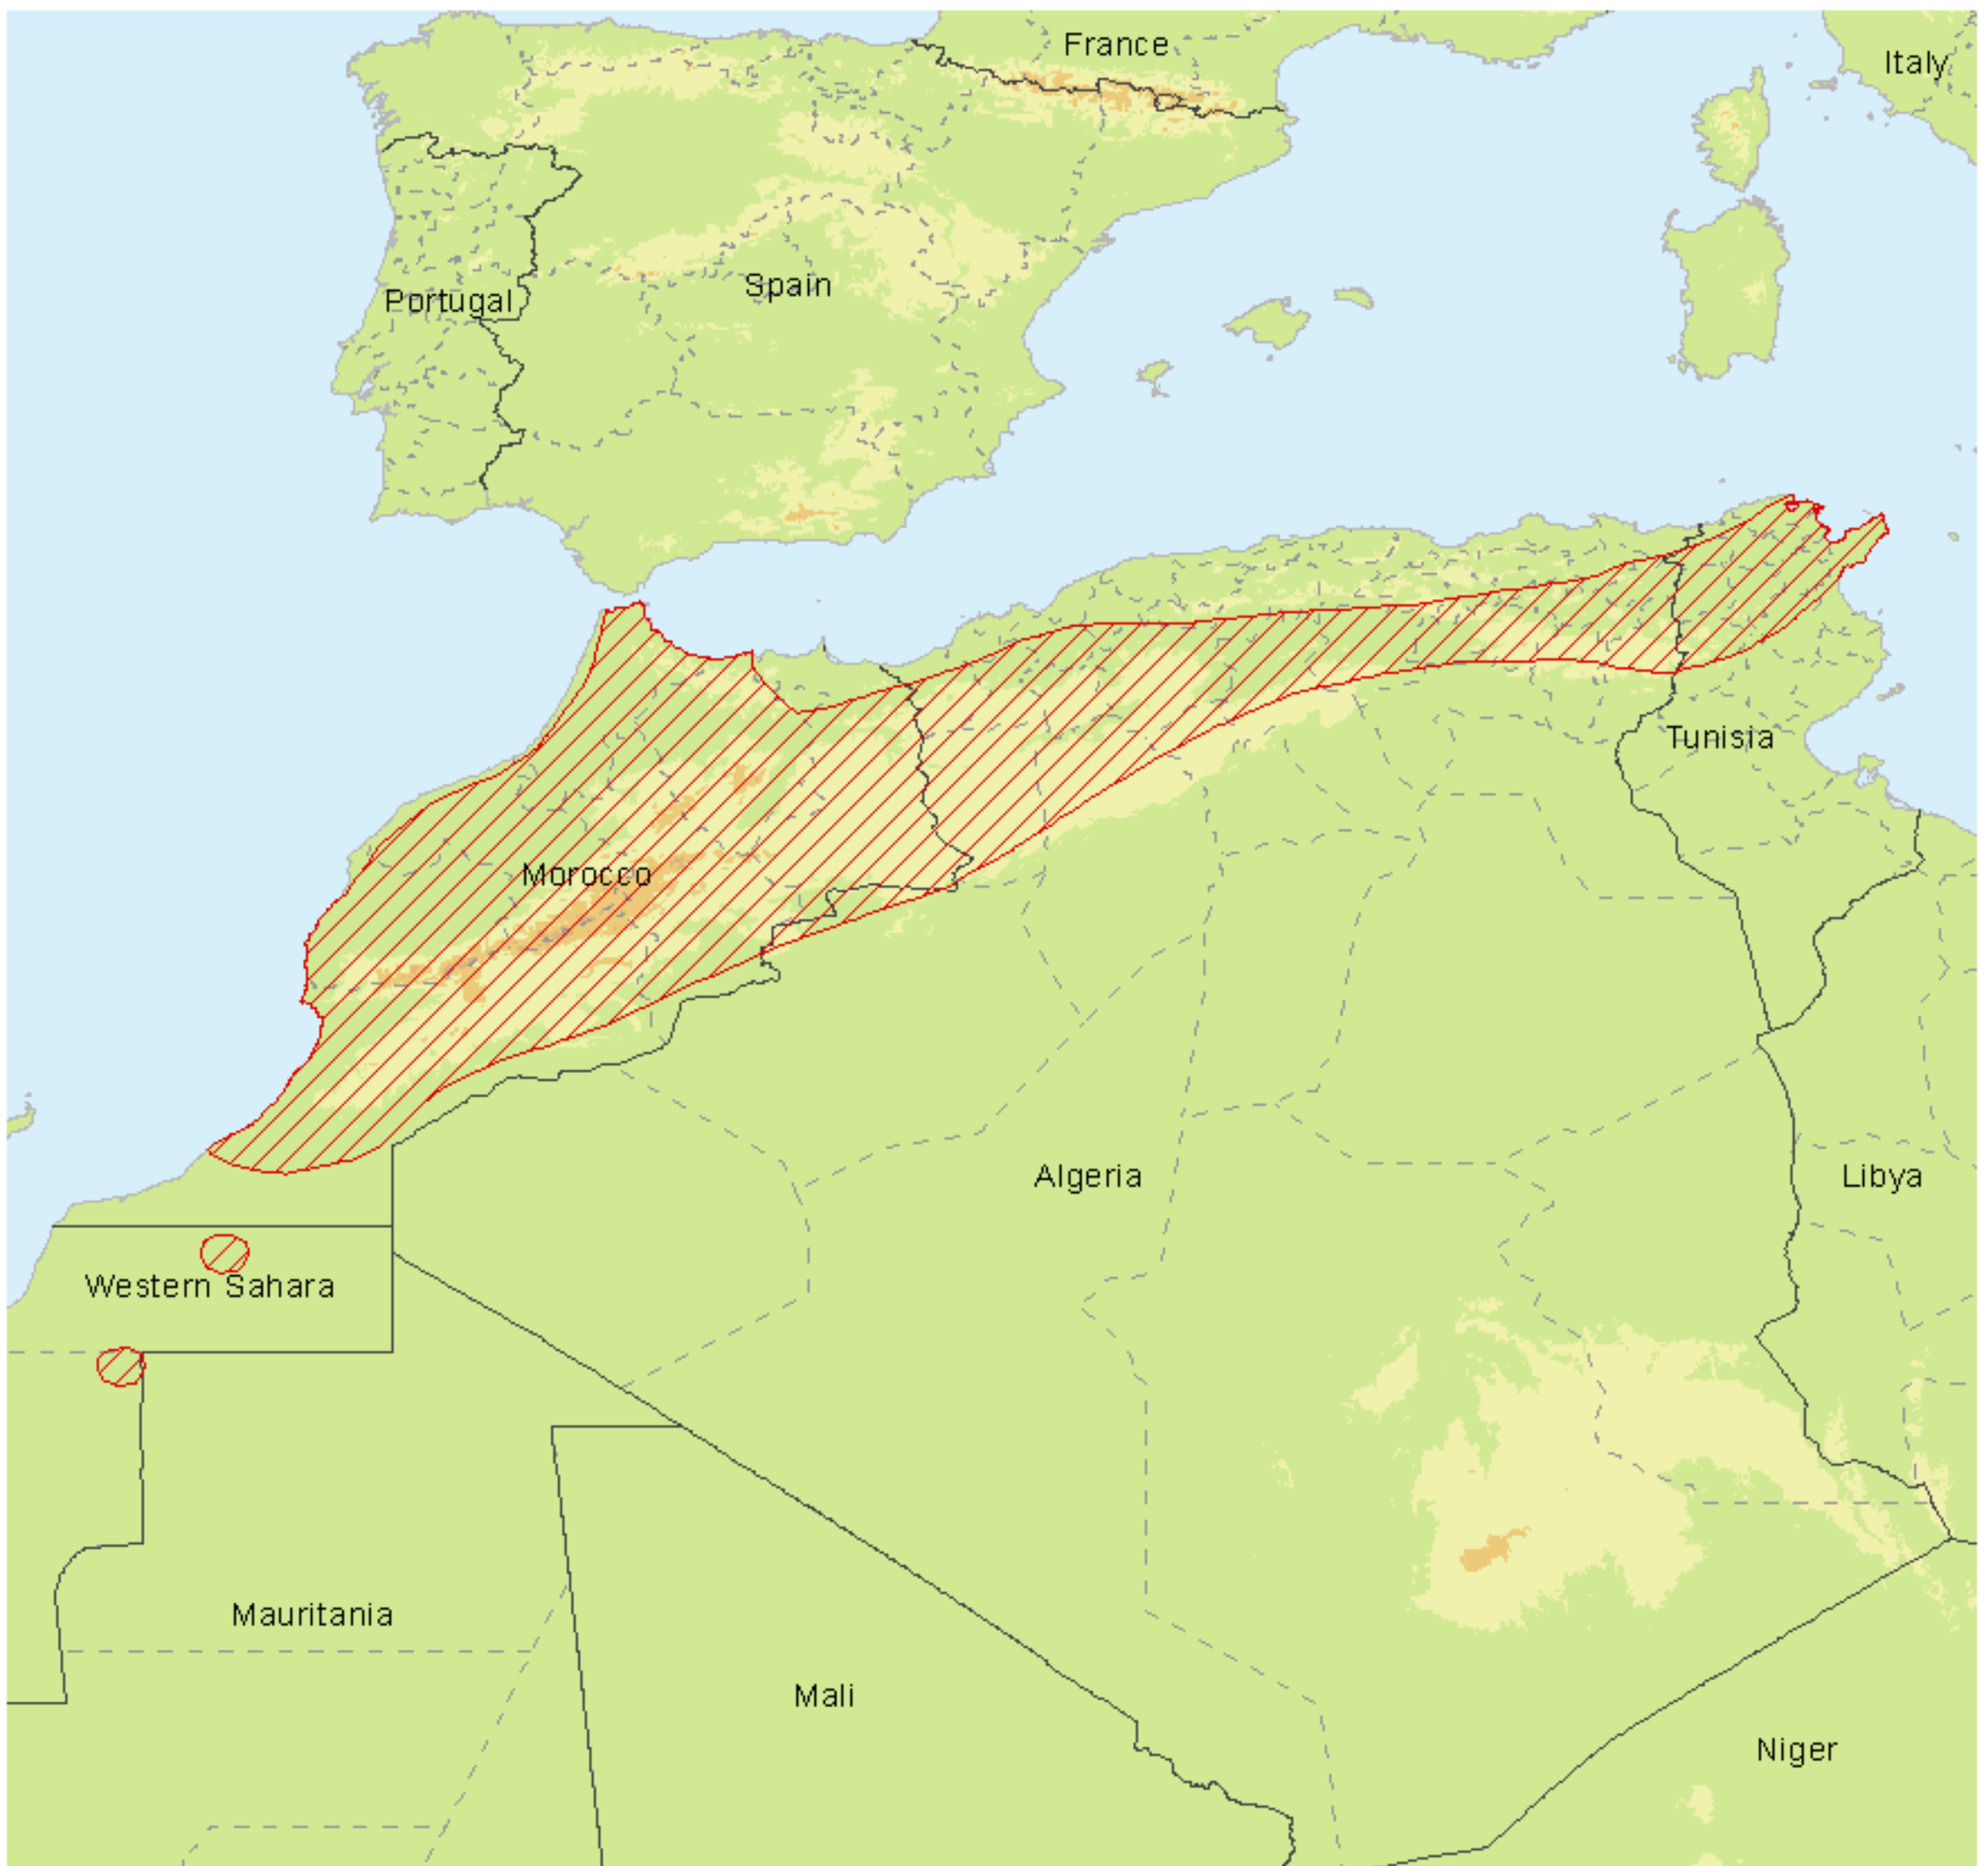 France
Italy
Spain
Portugal
Tunisia
Morocco
Algeria
Libya
Western Sahara
Mauritania
Mali
Niger